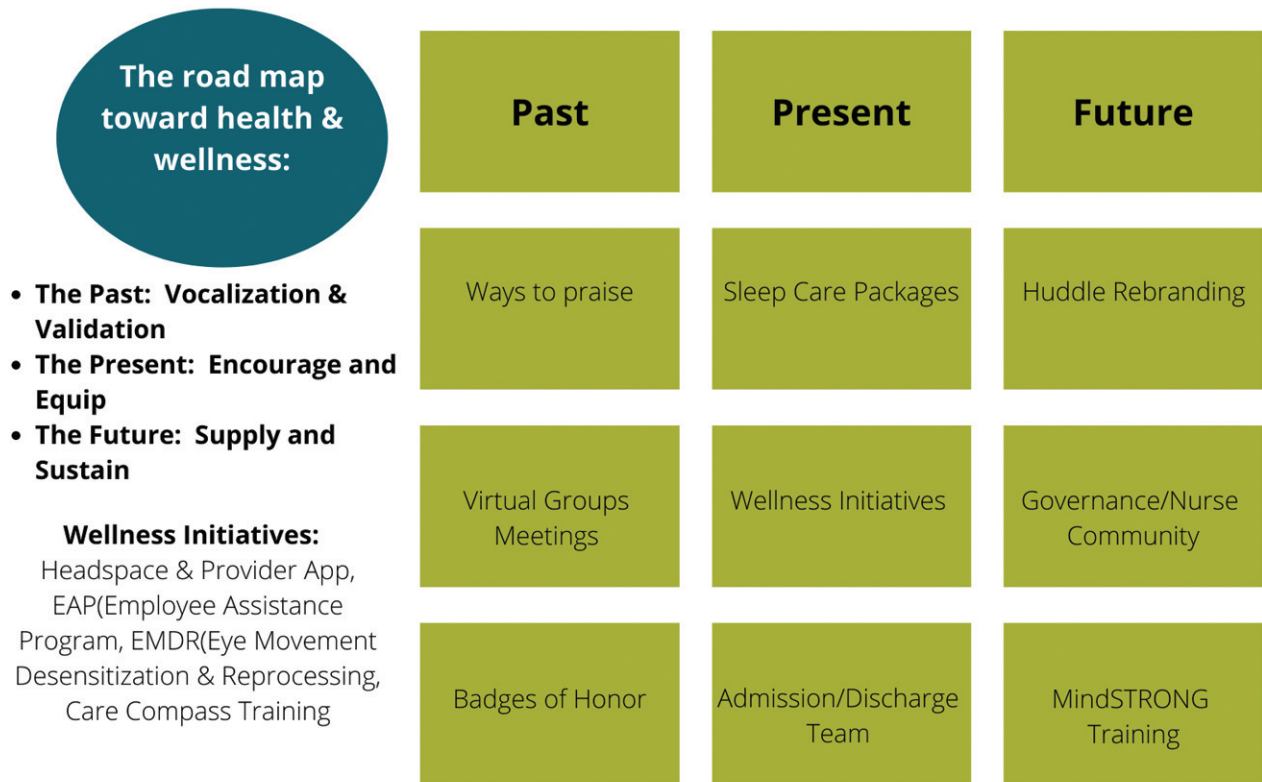 The road map
toward health &
wellness:
• The Past:  Vocalization &
Validation
• The Present:  Encourage and
Equip
• The Future:  Supply and
Sustain
Wellness Initiatives:
Headspace & Provider App,
EAP(Employee Assistance
Program, EMDR(Eye Movement
Desensitization & Reprocessing,
Care Compass Training
Past
Present
Future
Ways to praise
Sleep Care Packages
Huddle Rebranding
Virtual Groups
Meetings
Wellness Initiatives
Governance/Nurse
Community
Badges of Honor
Admission/Discharge
Team
MindSTRONG
Training